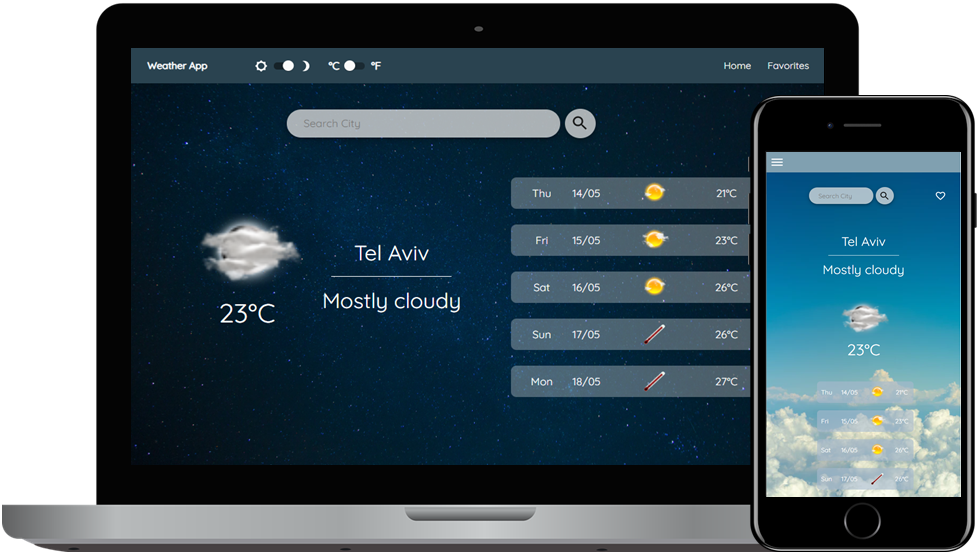 Weather App
°C °F
Home Favorites
Search City
Thu 14/05 21°C
Fri 15/05 23°C
Sat 16/05 26°C
Sun 17/05 26°C
Mon 18/05 27°C
Tel Aviv
Mostly cloudy
23°C
Search City
Tel Aviv
Mostly cloudy
23°C
Thu 14/05 21°C
Fri 15/05 23°C
Sat 16/05 26°C
Sun 17/05 26°C